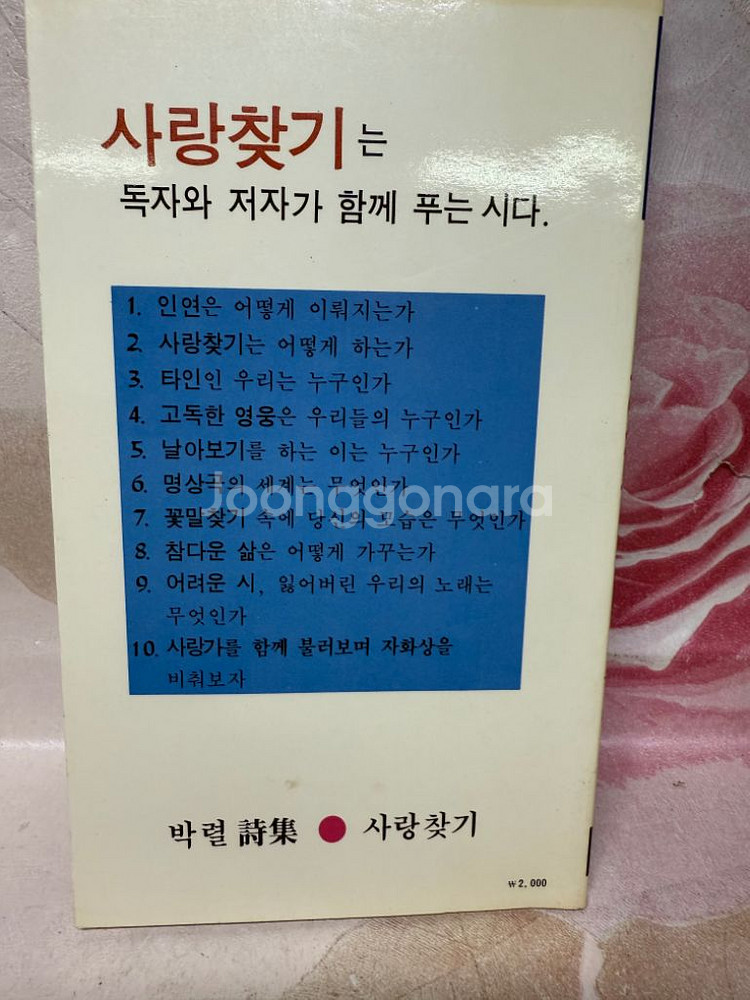 사랑찾기는
독자와 저자가 함께 푸는 시다.
1. 인연은 어떻게 이뤄지는가
2. 사랑찾기는 어떻게 하는가
3. 타인인 우리는 누구인가
4. 고독한 영웅은 우리들의 누구인가
5. 날아보기를 하는 이는 누구인가
6. 명상곡의 세계는 무엇인가
7. 꽃말찾기 속에 당신의 모습은 무엇인가
8. 참다운 삶은 어떻게 가꾸는가
9. 어려운 시, 잃어버린 우리의 노래는
무엇인가
10. 사랑가를 함께 불러보며 자화상을
비춰보자
Joonggonara
박렬 詩集 ● 사랑찾기
₩2,000